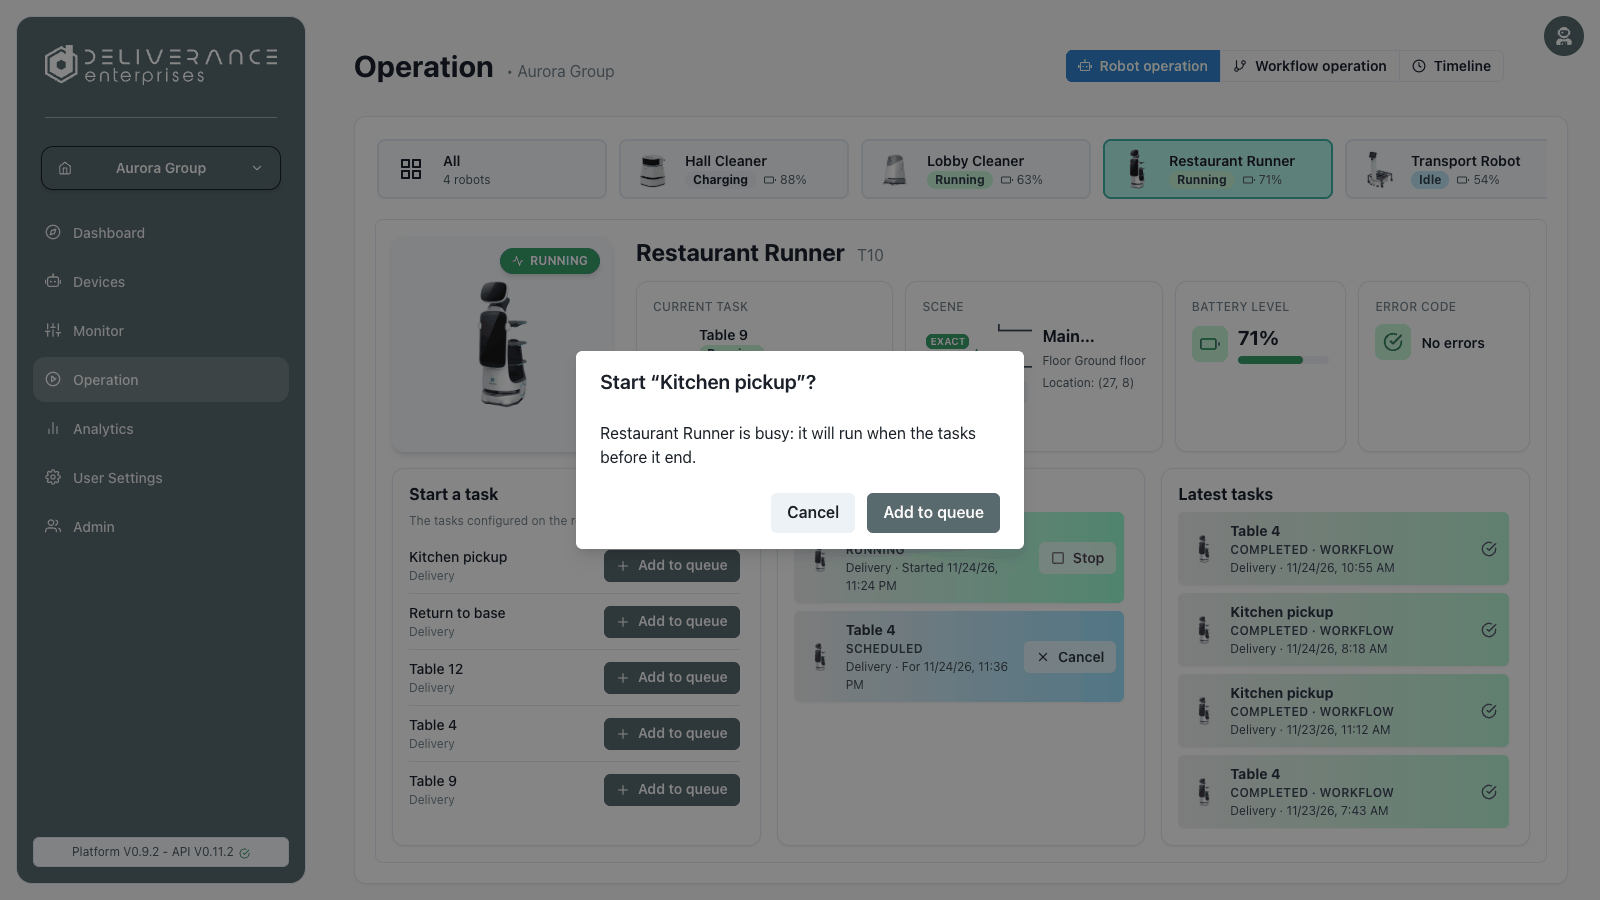 DELIVERANCE
enterprises
Aurora Group
Dashboard
Devices
Monitor
Operation
Analytics
User Settings
Admin
Platform V0.9.2 - API V0.11.2
Operation
• Aurora Group
Robot operation
Workflow operation
Timeline
All
4 robots
Hall Cleaner
Charging
88%
Lobby Cleaner
Running
63%
Restaurant Runner
Running
71%
Transport Robot
Idle
54%
RUNNING
Restaurant Runner T10
CURRENT TASK
Table 9
SCENE
EXACT
Main...
Floor Ground floor
Location: (27, 8)
BATTERY LEVEL
71%
ERROR CODE
No errors
Start “Kitchen pickup”?
Restaurant Runner is busy: it will run when the tasks
before it end.
Cancel
Add to queue
Start a task
The tasks configured on the
Kitchen pickup
Delivery
Add to queue
Return to base
Delivery
Add to queue
Table 12
Delivery
Add to queue
Table 4
Delivery
Add to queue
Table 9
Delivery
Add to queue
RUNNING
Delivery · Started 11/24/26,
11:24 PM
Stop
Table 4
SCHEDULED
Delivery · For 11/24/26, 11:36
PM
Cancel
Latest tasks
Table 4
COMPLETED · WORKFLOW
Delivery · 11/24/26, 10:55 AM
Kitchen pickup
COMPLETED · WORKFLOW
Delivery · 11/24/26, 8:18 AM
Kitchen pickup
COMPLETED · WORKFLOW
Delivery · 11/23/26, 11:12 AM
Table 4
COMPLETED · WORKFLOW
Delivery · 11/23/26, 7:43 AM